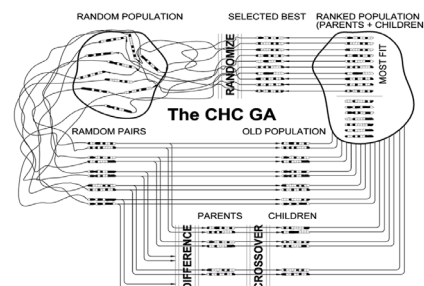 RANDOM POPULATION
SELECTED BEST
RANKED POPULATION
(PARENTS + CHILDREN
RANDOMIZE
MOST FIT
The CHC GA
RAMDOM PAIRS
OLD POPULATION
PARENTS
CHILDREN
DIFFERENCE
CROSSOVER